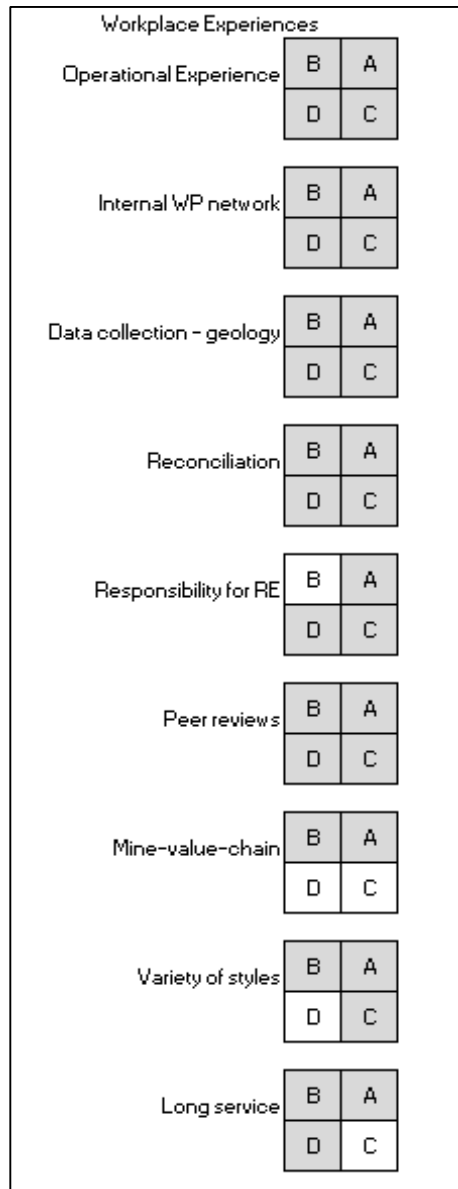 Workplace Experiences
B A
Operational Experience
D C
B A
Internal WP network
D C
B A
Data collection - geology
D C
B A
Reconciliation
D C
B A
Responsibility for RE
D C
B A
Peer reviews
D C
B A
Mine-value-chain
D C
B A
Variety of styles
D C
B A
Long service
D C